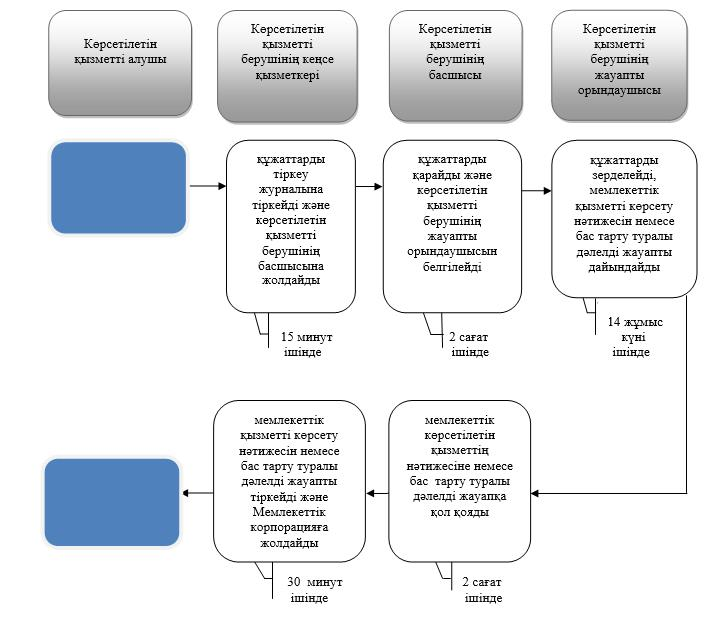 Көрсетілетін
қызметті алушы
Көрсетілетін
қызметті
берушінің кеңсе
қызметкері
Көрсетілетін
қызметті
берушінің
басшысы
Көрсетілетін
қызметті
берушінің
жауапты
орындаушысы
құжаттарды
тіркеу
журналына
тіркейді және
көрсетілетін
қызметті
берушінің
басшысына
жолдайды
құжаттарды
қарайды және
көрсетілетін
қызметті
берушінің
жауапты
орындаушысын
белгілейді
құжаттарды
зерделейді,
мемлекеттік
қызметті көрсету
нәтижесін немесе
бас тарту туралы
дәлелді жауапты
дайындайды
15 минут
ішінде
2 сағат
ішінде
14 жұмыс
күні
ішінде
мемлекеттік
қызметті көрсету
нәтижесін немесе
бас тарту туралы
дәлелді жауапты
тіркейді және
Мемлекеттік
корпорацияға
жолдайды
мемлекеттік
көрсетілетін
қызметтің
нәтижесіне немесе
бас тарту туралы
дәлелді жауапқа
қол қояды
30 минут
ішінде
2 сағат
ішінде